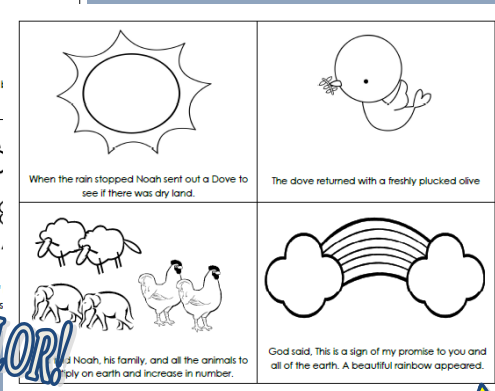 When the rain stopped Noah sent out a Dove to
see if there was dry land.
The dove returned with a freshly plucked olive
Noah, his family, and all the animals to
on earth and increase in number.
God said, This is a sign of my promise to you and
all of the earth. A beautiful rainbow appeared.
OR!